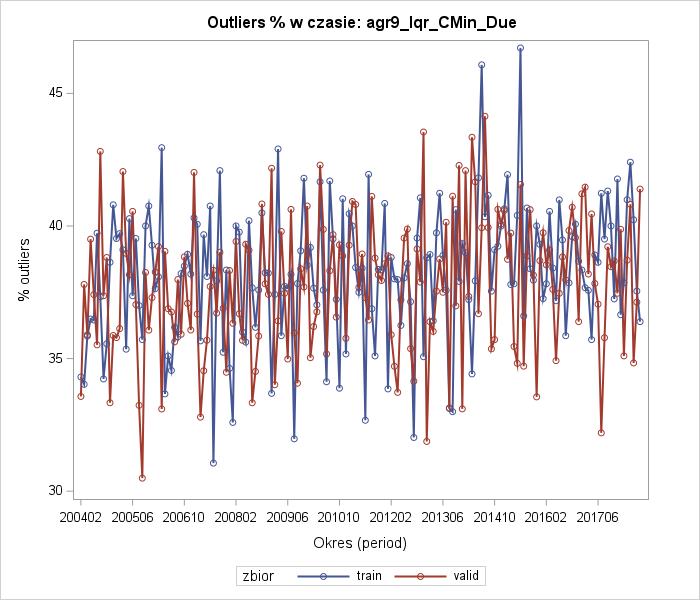 Outliers % w czasie: agr9_Iqr_CMin_Due
% outliers
45
40
35
30
200402 200506 200610 200802 200906 201010 201202 201306 201410 201602 201706
Okres (period)
zbior train valid